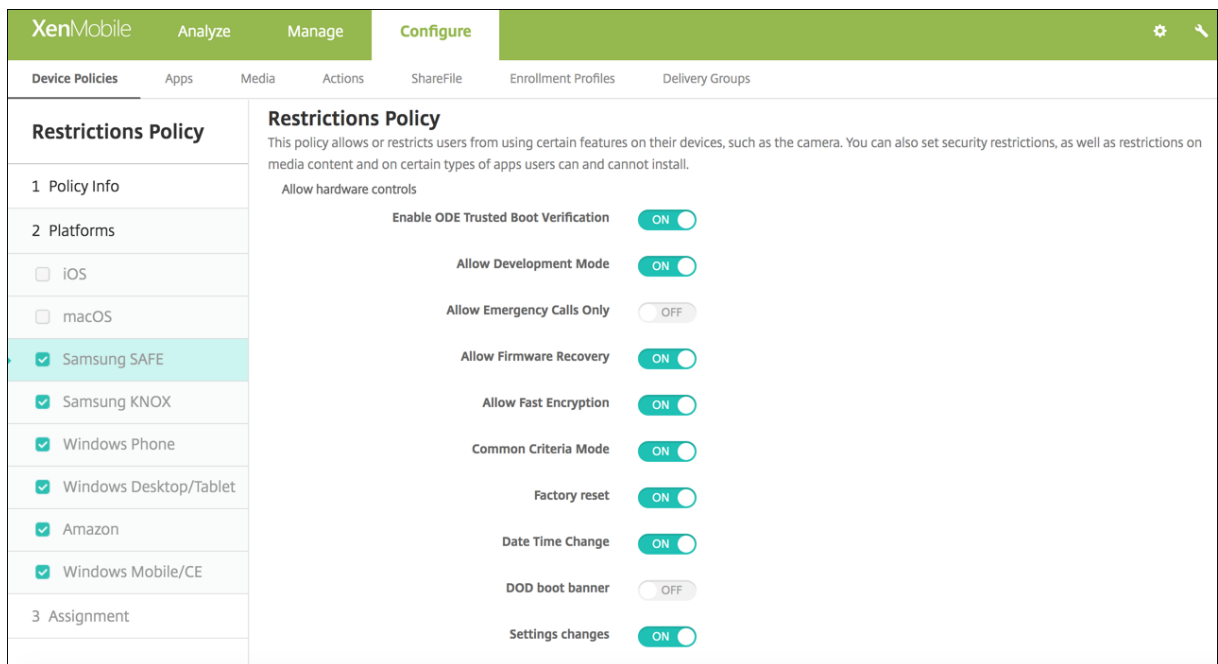 XenMobile Analyze Manage Configure
Device Policies Apps Media Actions ShareFile Enrollment Profiles Delivery Groups
Restrictions Policy
1 Policy Info
2 Platforms
iOS
macOS
Samsung SAFE
Samsung KNOX
Windows Phone
Windows Desktop/Tablet
Amazon
Windows Mobile/CE
3 Assignment
Restrictions Policy
This policy allows or restricts users from using certain features on their devices, such as the camera. You can also set security restrictions, as well as restrictions on
media content and on certain types of apps users can and cannot install.
Allow hardware controls
Enable ODE Trusted Boot Verification ON
Allow Development Mode ON
Allow Emergency Calls Only OFF
Allow Firmware Recovery ON
Allow Fast Encryption ON
Common Criteria Mode ON
Factory reset ON
Date Time Change ON
DOD boot banner OFF
Settings changes ON